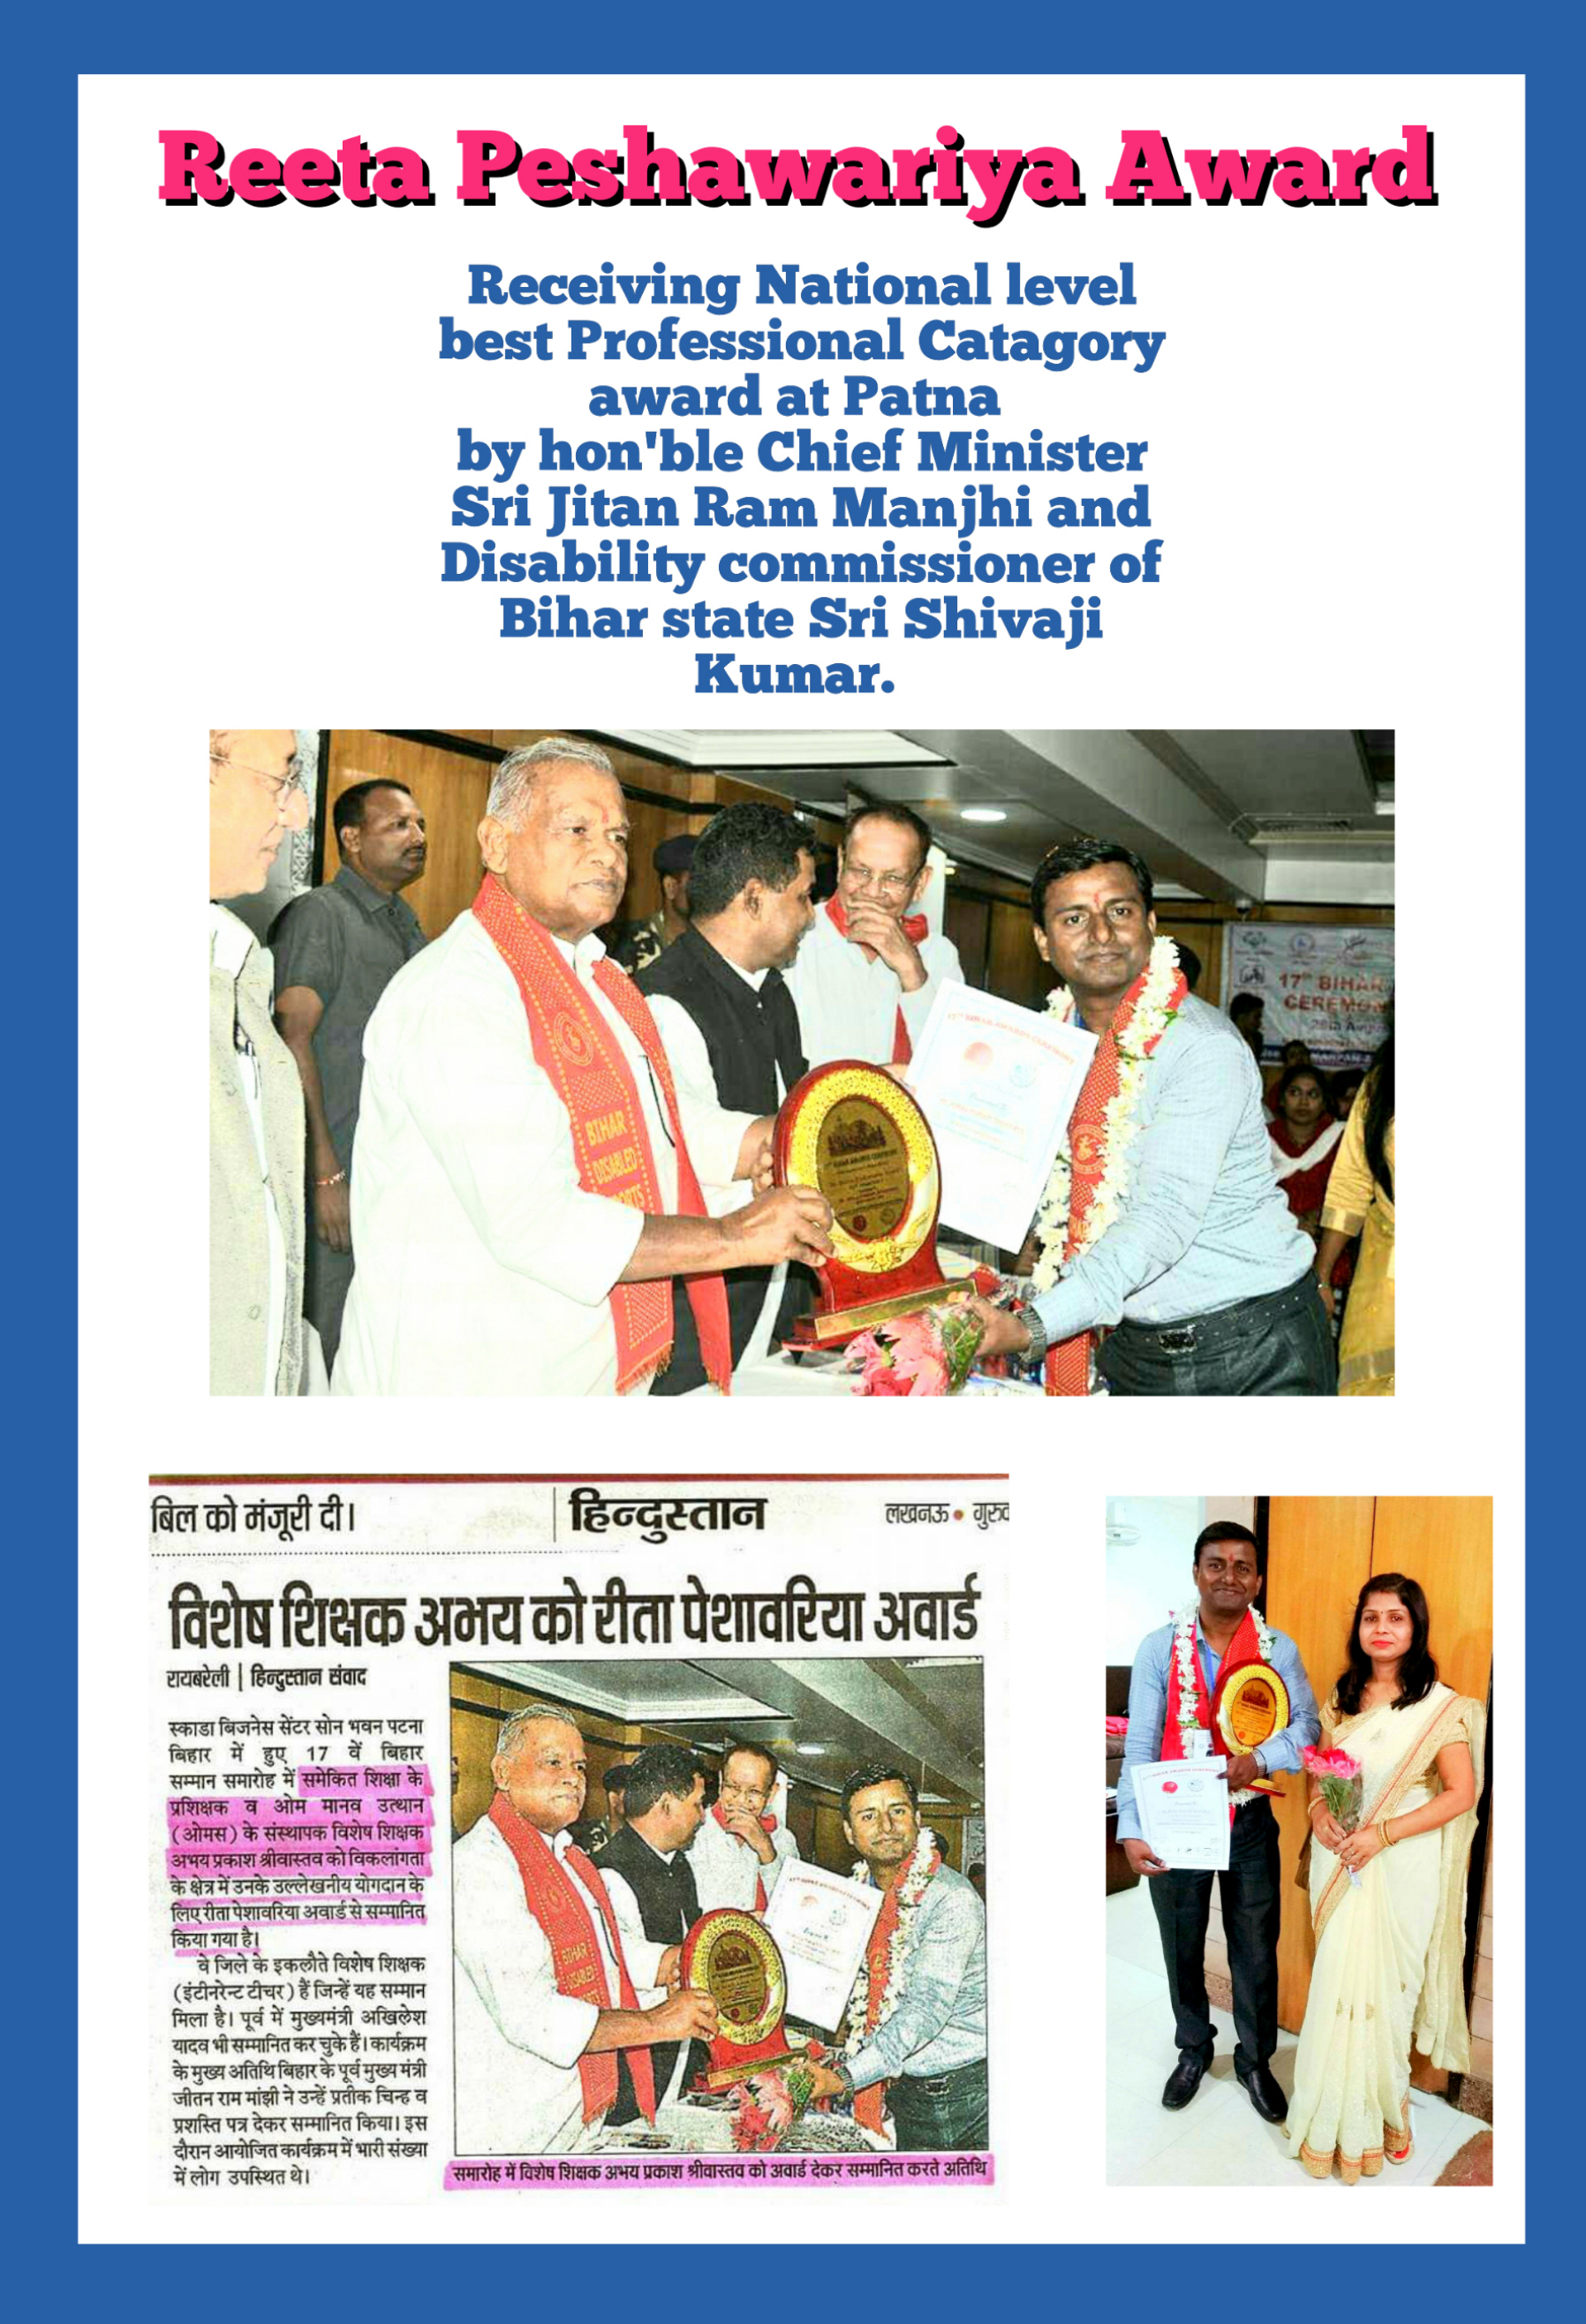 Reeta Peshawariya Award
Receiving National level
best Professional Catagory
award at Patna
by hon'ble Chief Minister
Sri Jitan Ram Manjhi and
Disability commissioner of
Bihar state Sri Shivaji
Kumar.
17th BIHAR
CEREMON
BIHAR
DISABLED
बिल को मंजूरी दी।
हिन्दुस्तान
लखनऊ • गुरुव
विशेष शिक्षक अभय को रीता पेशावरिया अवार्ड
रायबरेली | हिन्दुस्तान संवाद
स्काडा बिजनेस सेंटर सोन भवन पटना
बिहार में हुए 17 वें बिहार
सम्मान समारोह में समेकित शिक्षा के
प्रशिक्षक व ओम मानव उत्थान
(ओमस) के संस्थापक विशेष शिक्षक
अभय प्रकाश श्रीवास्तव को विकलांगता
के क्षेत्र में उनके उल्लेखनीय योगदान के
लिए रीता पेशावरिया अवार्ड से सम्मानित
किया गया है।
वे जिले के इकलौते विशेष शिक्षक
(इंटीनरेन्ट टीचर) हैं जिन्हें यह सम्मान
मिला है। पूर्व में मुख्यमंत्री अखिलेश
यादव भी सम्मानित कर चुके हैं। कार्यक्रम
के मुख्य अतिथि बिहार के पूर्व मुख्य मंत्री
जीतन राम मांझी ने उन्हें प्रतीक चिन्ह व
प्रशस्ति पत्र देकर सम्मानित किया। इस
दौरान आयोजित कार्यक्रम में भारी संख्या
में लोग उपस्थित थे।
BIHAR
समारोह में विशेष शिक्षक अभय प्रकाश श्रीवास्तव को अवार्ड देकर सम्मानित करते अतिथि